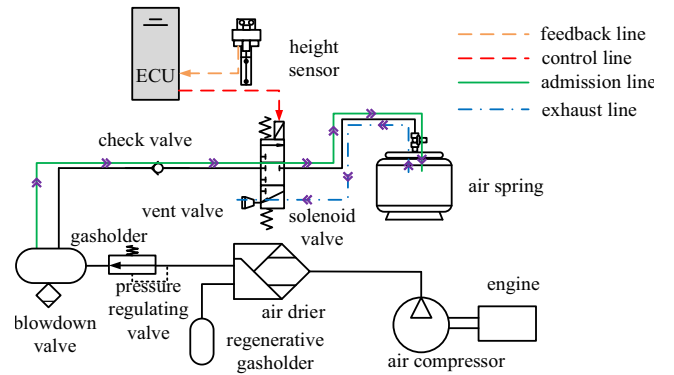 feedback line
control line
admission line
exhaust line
height
sensor
ECU
check valve
air spring
vent valve
solenoid
valve
gasholder
pressure
regulating
valve
blowdown
valve
air drier
regenerative
gasholder
engine
air compressor